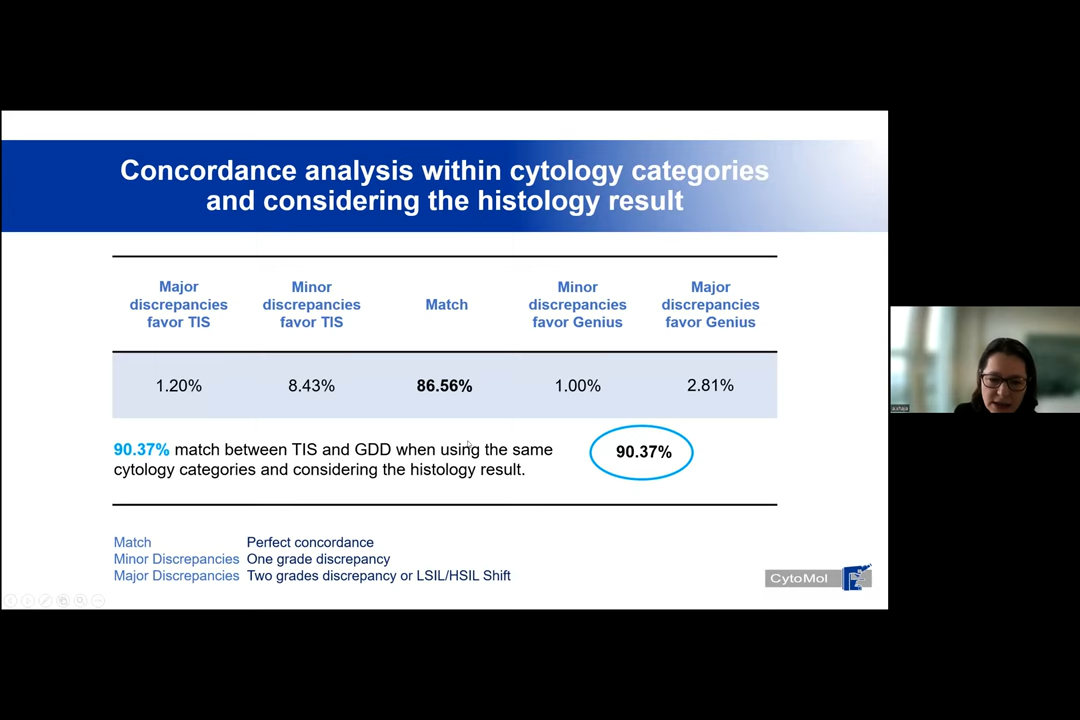 Concordance analysis within cytology categories
and considering the histology result
Major
discrepancies
favor TIS
Minor
discrepancies
favor TIS
Match
Minor
discrepancies
favor Genius
Major
discrepancies
favor Genius
1.20%
8.43%
86.56%
1.00%
2.81%
90.37% match between TIS and GDD when using the same
cytology categories and considering the histology result.
90.37%
Match Perfect concordance
Minor Discrepancies One grade discrepancy
Major Discrepancies Two grades discrepancy or LSIL/HSIL Shift
CytoMol